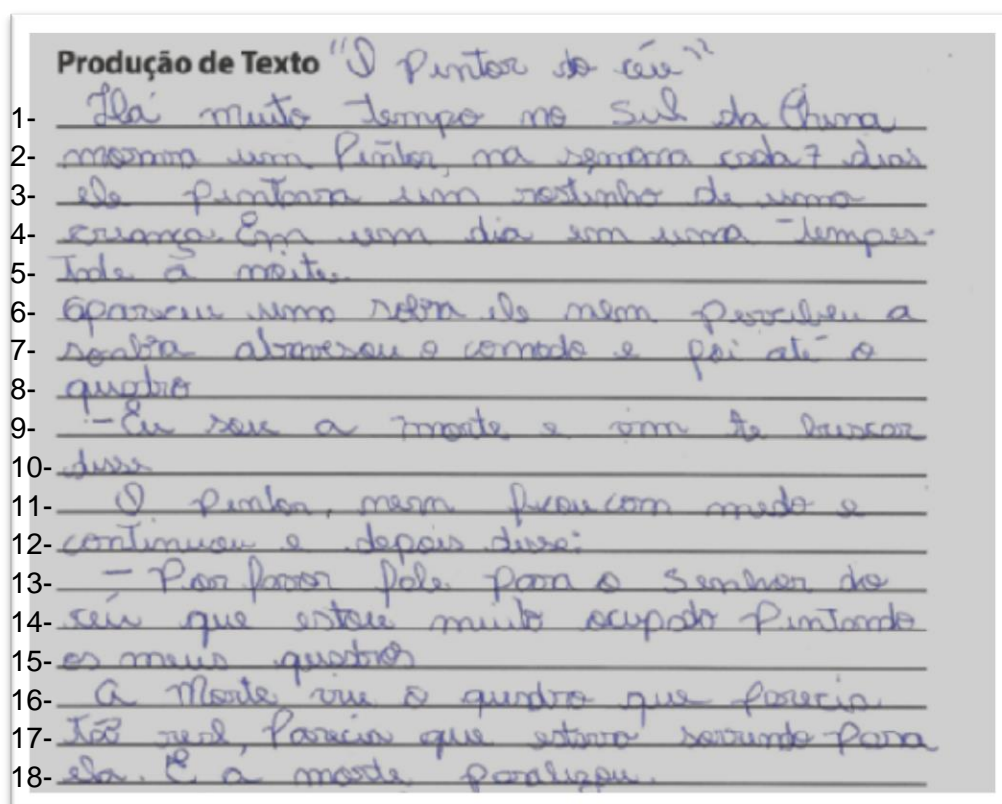 Produção de Texto "O Pintor do céu"
1- Há muito tempo no Sul da China
2- morava um Pintor, na semana cada 7 dias
3- ele pintava um rostinho de uma
4- criança. Em um dia em uma tempes-
5- tade à noite.
6- apareceu uma sobra ele nem percebeu a
7- sombra atravesou o comodo e foi até o
8- quadro
9- - Eu sou a morte e vim te buscar
10- disse
11- O pintor, nem ficou com medo e
12- continuou e depois disse:
13- - Por favor fale para o Senhor do
14- céu que estou muito ocupado Pintando
15- os meus quadros
16- A Morte viu o quadro que parecia
17- tão real, Parecia que estava sorrindo Para
18- ela. E a morte paralizou.